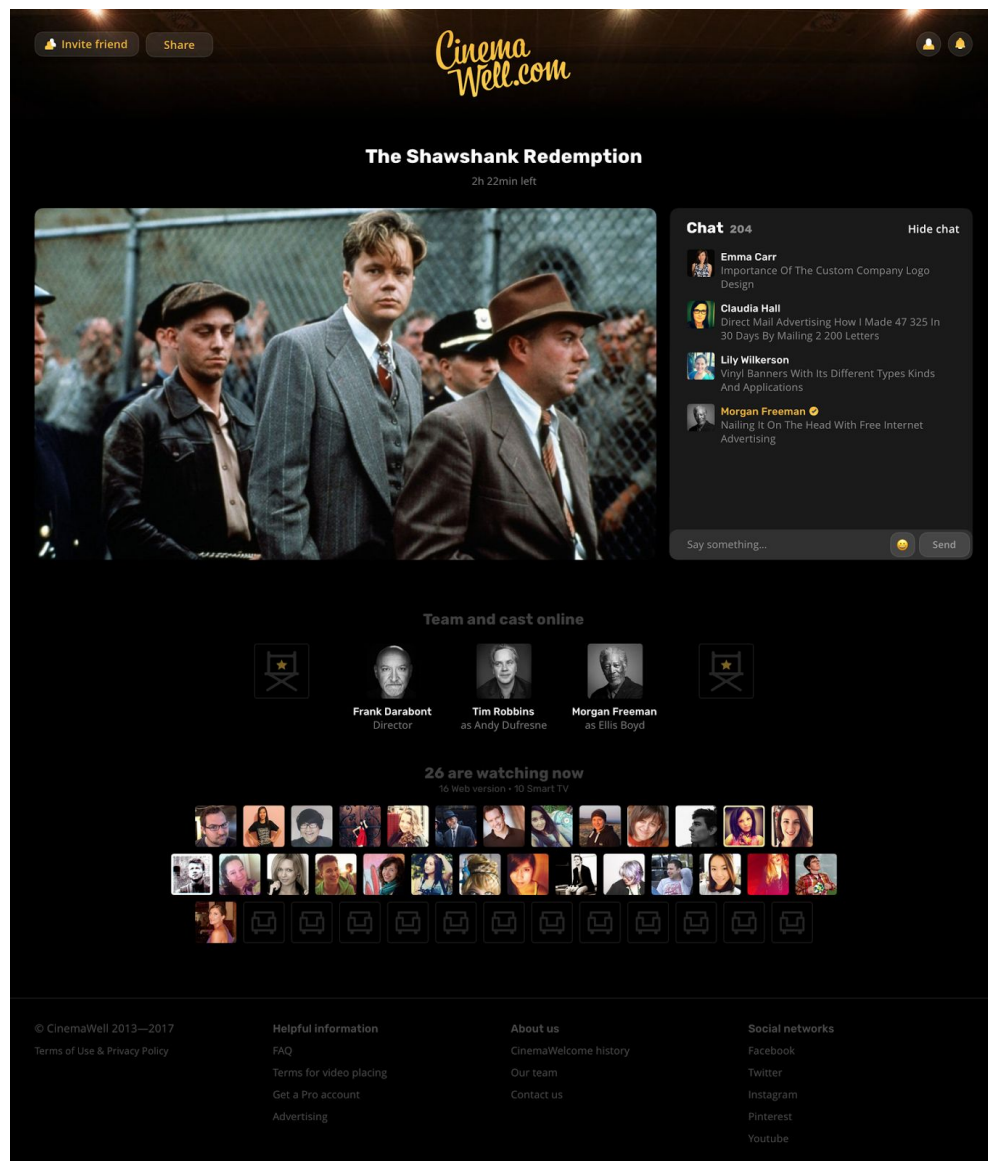 Invite friend
Share
Cinema
Well.com
The Shawshank Redemption
2h 22min left
Chat 204
Hide chat
Emma Carr
Importance Of The Custom Company Logo
Design
Claudia Hall
Direct Mail Advertising How I Made 47 325 In
30 Days By Mailing 2 200 Letters
Lily Wilkerson
Vinyl Banners With Its Different Types Kinds
And Applications
Morgan Freeman
Nailing It On The Head With Free Internet
Advertising
Say something...
Send
Team and cast online
Frank Darabont
Director
Tim Robbins
as Andy Dufresne
Morgan Freeman
as Ellis Boyd
26 are watching now
16 Web version • 10 Smart TV
© CinemaWell 2013—2017
Terms of Use & Privacy Policy
Helpful information
FAQ
Terms for video placing
Get a Pro account
Advertising
About us
CinemaWelcome history
Our team
Contact us
Social networks
Facebook
Twitter
Instagram
Pinterest
Youtube